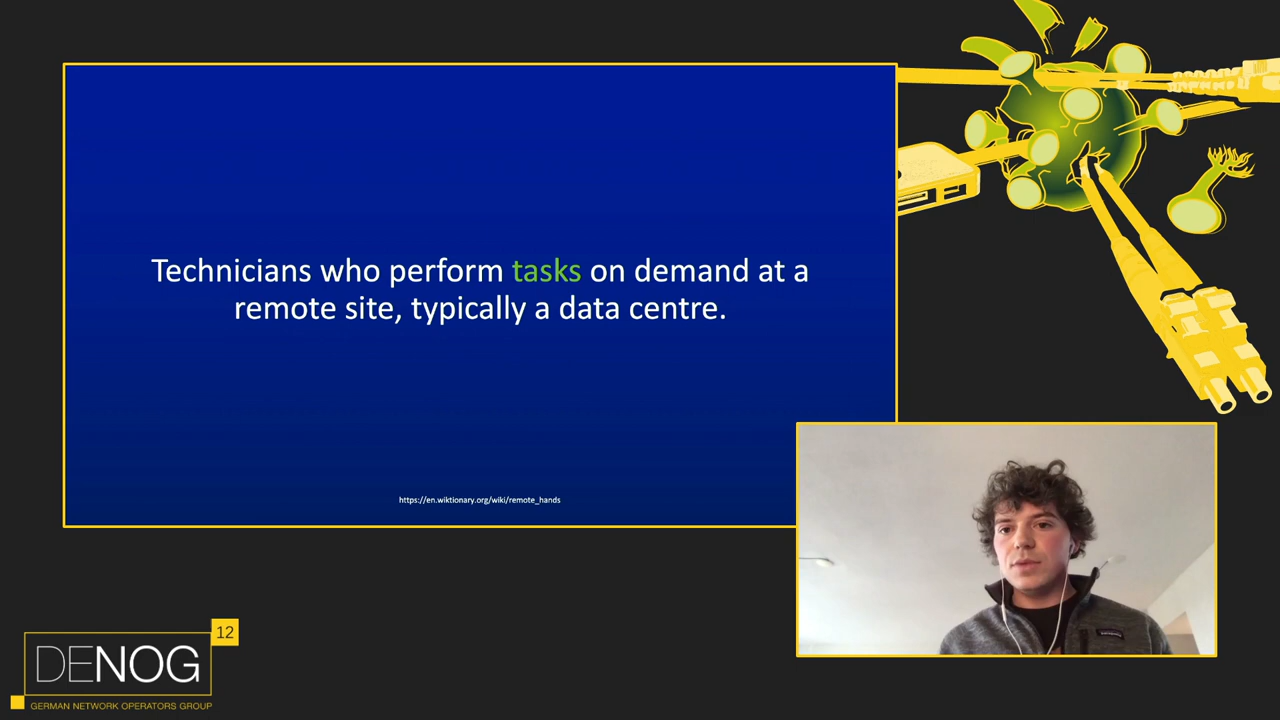 Technicians who perform tasks on demand at a
remote site, typically a data centre.
https://en.wiktionary.org/wiki/remote_hands
12
DENOG
GERMAN NETWORK OPERATORS GROUP